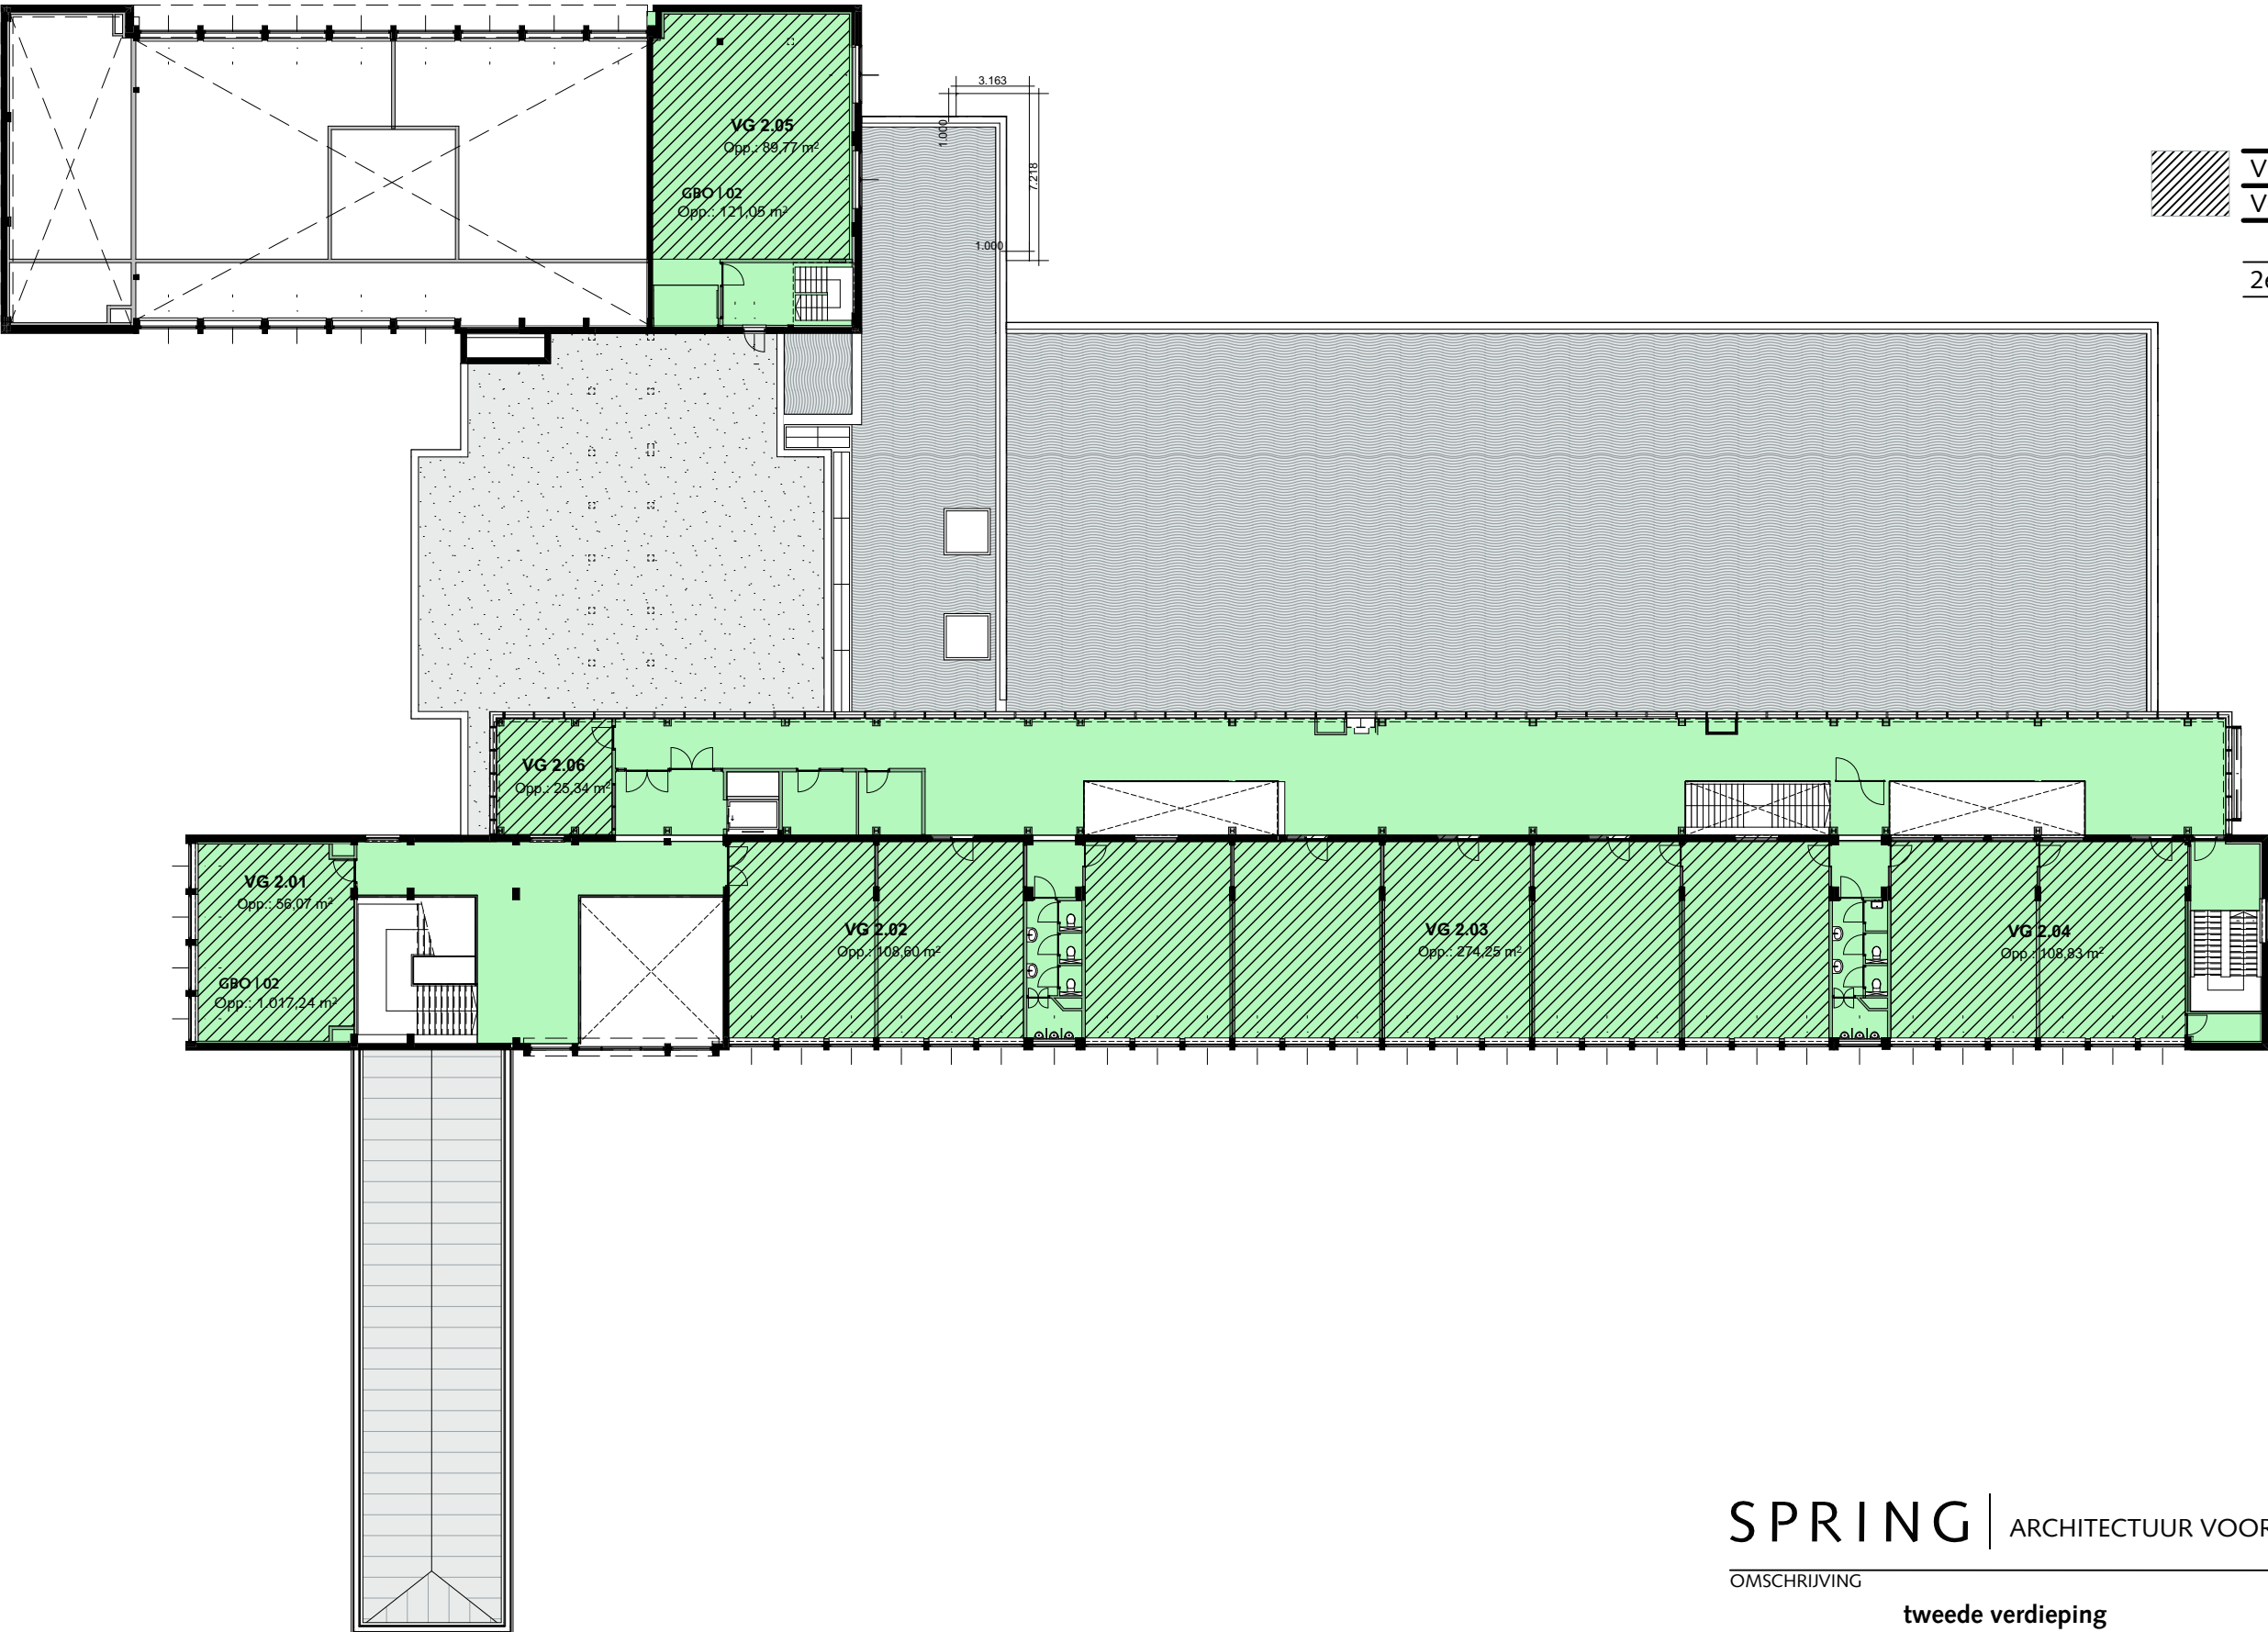 3.163
1.000
7.218
1.000
VG 2.05
Opp.: 89,77 m²
GBO I 02
Opp.: 121,05 m²
V
V
VG 2.06
Opp.: 25,34 m²
VG 2.01
Opp.: 56,07 m²
GBO I 02
Opp.: 1.017,24 m²
VG 2.02
Opp.: 108,60 m²
VG 2.03
Opp.: 274,25 m²
VG 2.04
Opp.: 108,83 m²
SPRING ARCHITECTUUR VOOR
OMSCHRIJVING
tweede verdieping